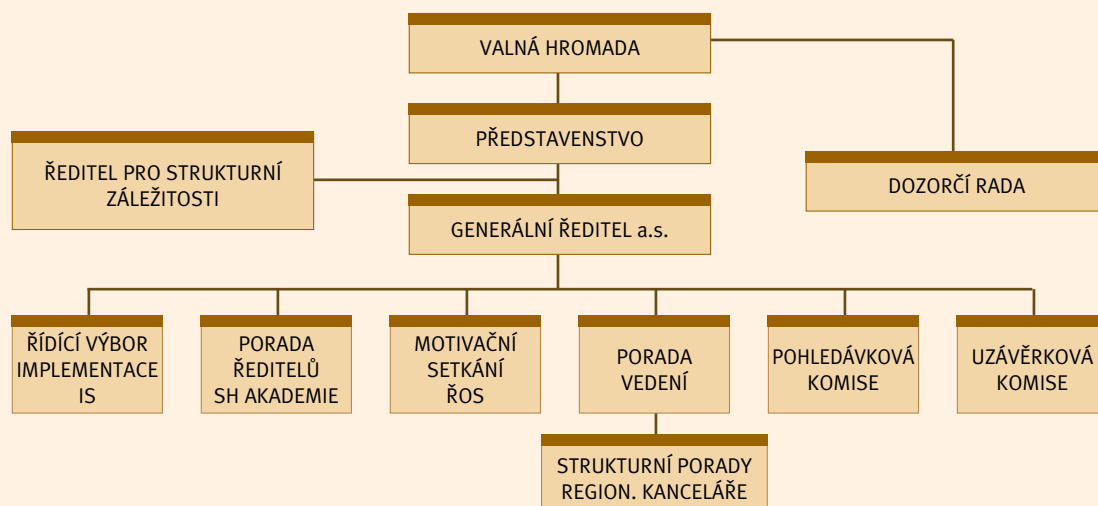 VALNÁ HROMADA
PŘEDSTAVENSTVO
ŘEDITEL PRO STRUKTURNÍ
ZÁLEŽITOSTI
DOZORČÍ RADA
GENERÁLNÍ ŘEDITEL a.s.
ŘÍDÍCÍ VÝBOR
IMPLEMENTACE
IS
PORADA
ŘEDITELŮ
SH AKADEMIE
MOTIVAČNÍ
SETKÁNÍ
ŘOS
PORADA
VEDENÍ
POHLEDÁVKOVÁ
KOMISE
UZÁVĚRKOVÁ
KOMISE
STRUKTURNÍ PORADY
REGION. KANCELÁŘE